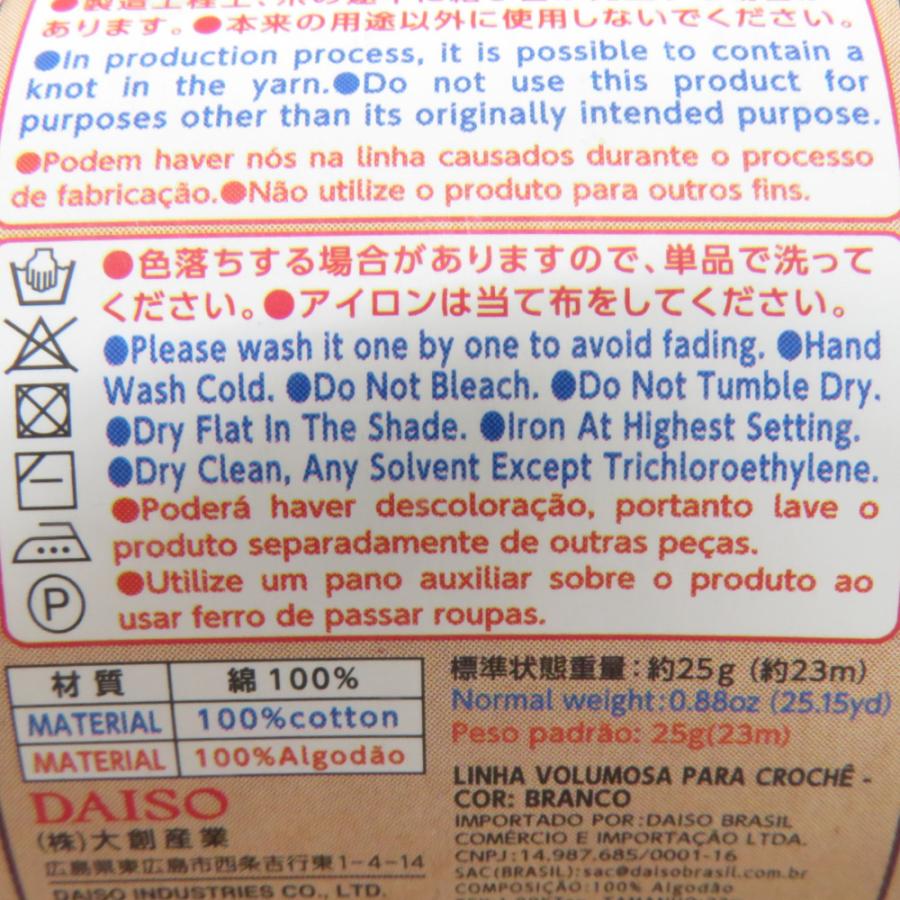 あります。●本来の用途以外に使用しないでください。
●In production process, it is possible to contain a
knot in the yarn.●Do not use this product for
purposes other than its originally intended purpose.
●Podem haver nós na linha causados durante o processo
de fabricação.●Não utilize o produto para outros fins.
●色落ちする場合がありますので、単品で洗って
ください。●アイロンは当て布をしてください。
●Please wash it one by one to avoid fading. ●Hand
Wash Cold. ●Do Not Bleach. ●Do Not Tumble Dry.
●Dry Flat In The Shade. ●Iron At Highest Setting.
●Dry Clean, Any Solvent Except Trichloroethylene.
●Poderá haver descoloração, portanto lave o
produto separadamente de outras peças.
●Utilize um pano auxiliar sobre o produto ao
usar ferro de passar roupas.
P
材質 綿100%
MATERIAL 100%cotton
MATERIAL 100%Algodão
標準状態重量：約25g（約23m）
Normal weight:0.88oz (25.15yd)
Peso padrão: 25g(23m)
LINHA VOLUMOSA PARA CROCHÊ -
COR: BRANCO
IMPORTADO POR:DAISO BRASIL
COMÉRCIO E IMPORTAÇÃO LTDA.
CNPJ:14.987.685/0001-16
SAC(BRASIL):sac@daisobrasil.com.br
COMPOSIÇÃO:100% Algodão
DAISO
(株)大創産業
広島県東広島市西条吉行東1-4-14
DAISO INDUSTRIES CO., LTD.